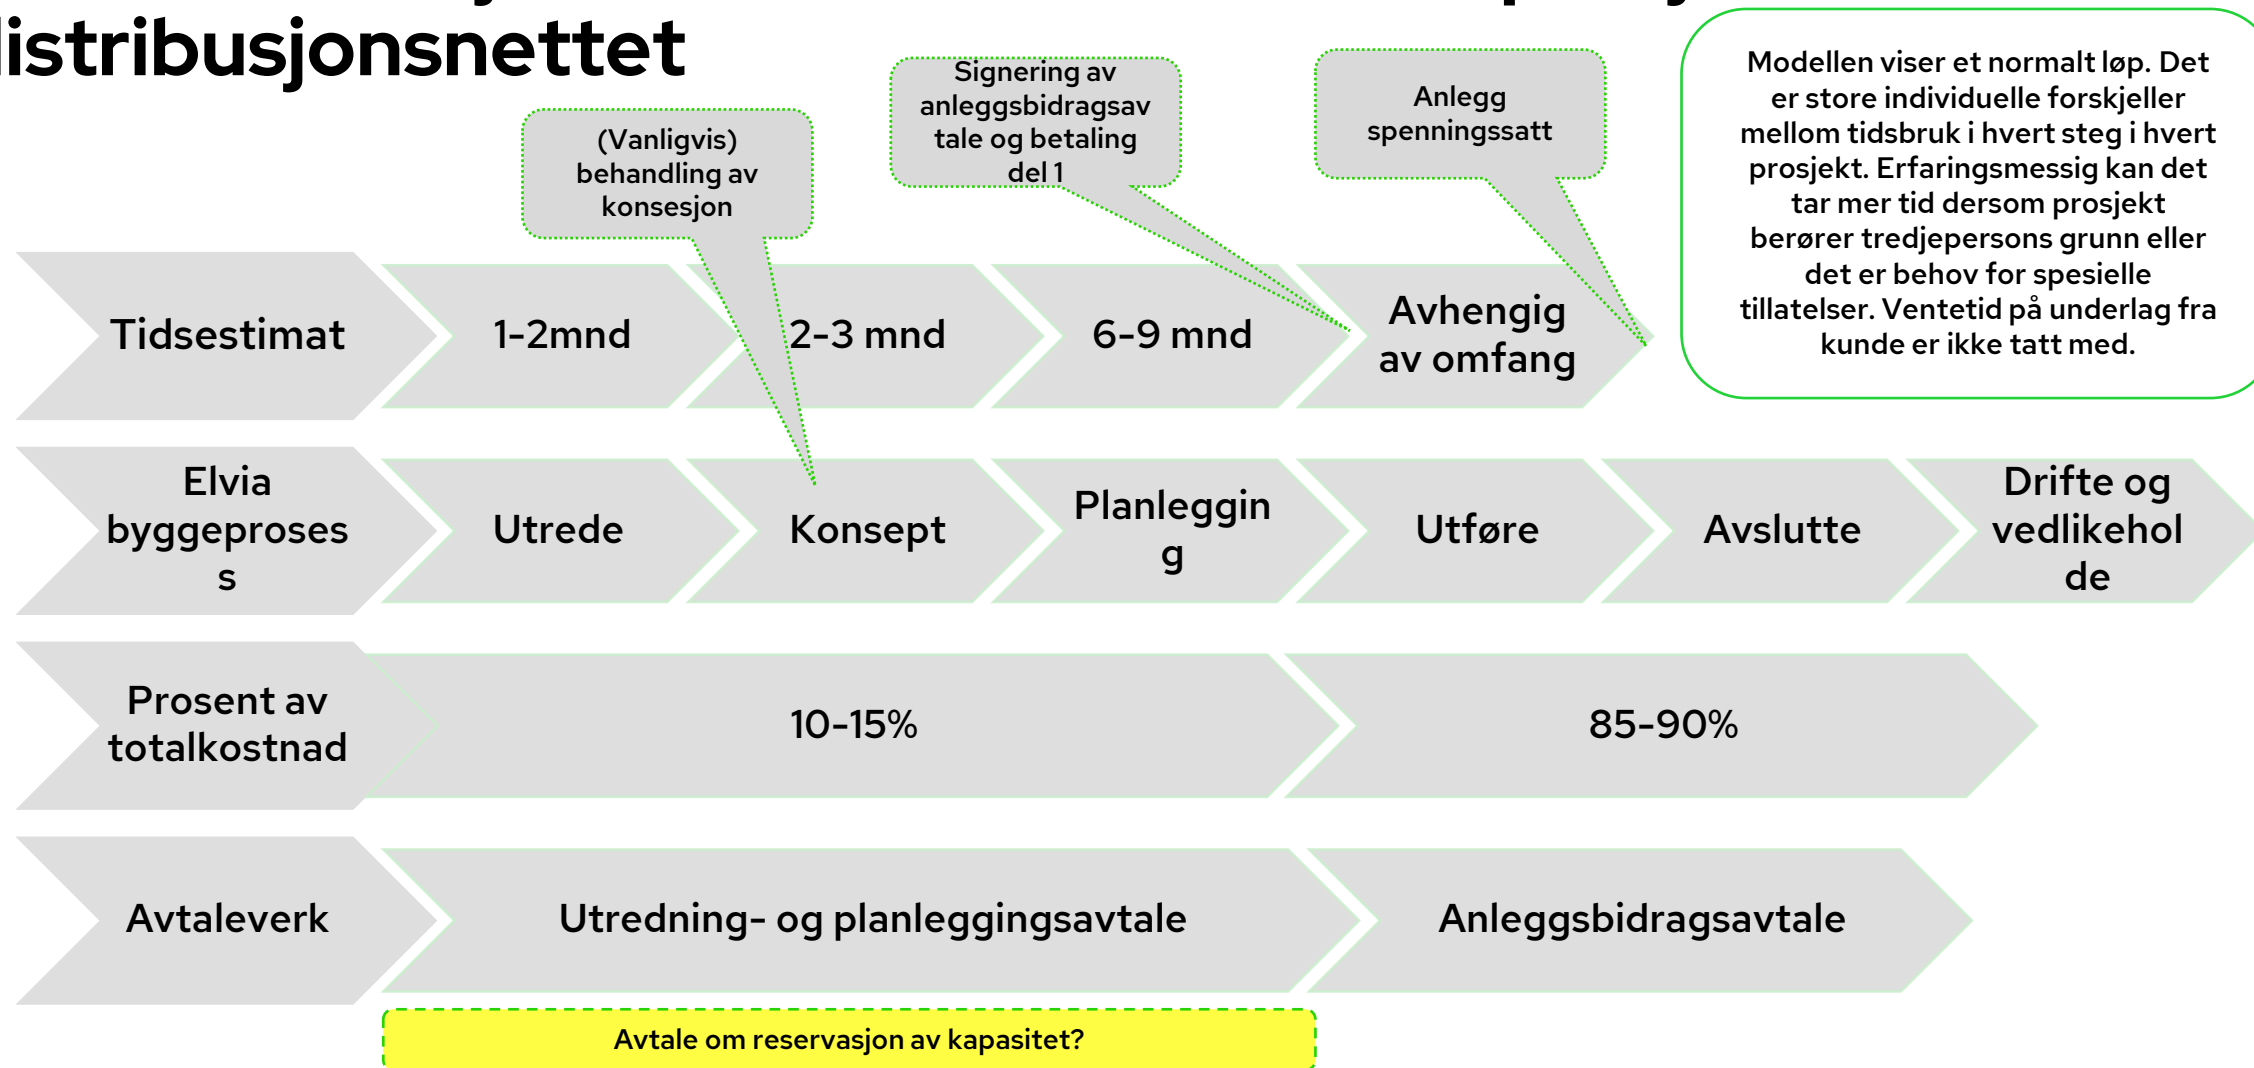 distribusjonsnettet
(Vanligvis)
behandling av
konsesjon
Signering av
anleggsbidragsav
tale og betaling
del 1
Anlegg
spenningssatt
Modellen viser et normalt løp. Det
er store individuelle forskjeller
mellom tidsbruk i hvert steg i hvert
prosjekt. Erfaringsmessig kan det
tar mer tid dersom prosjekt
berører tredjepersons grunn eller
det er behov for spesielle
tillatelser. Ventetid på underlag fra
kunde er ikke tatt med.
Tidsestimat
1-2mnd
2-3 mnd
6-9 mnd
Avhengig
av omfang
Elvia
byggeproses
s
Utrede
Konsept
Planleggin
g
Utføre
Avslutte
Drifte og
vedlikehol
de
Prosent av
totalkostnad
10-15%
85-90%
Avtaleverk
Utredning- og planleggingsavtale
Anleggsbidragsavtale
Avtale om reservasjon av kapasitet?